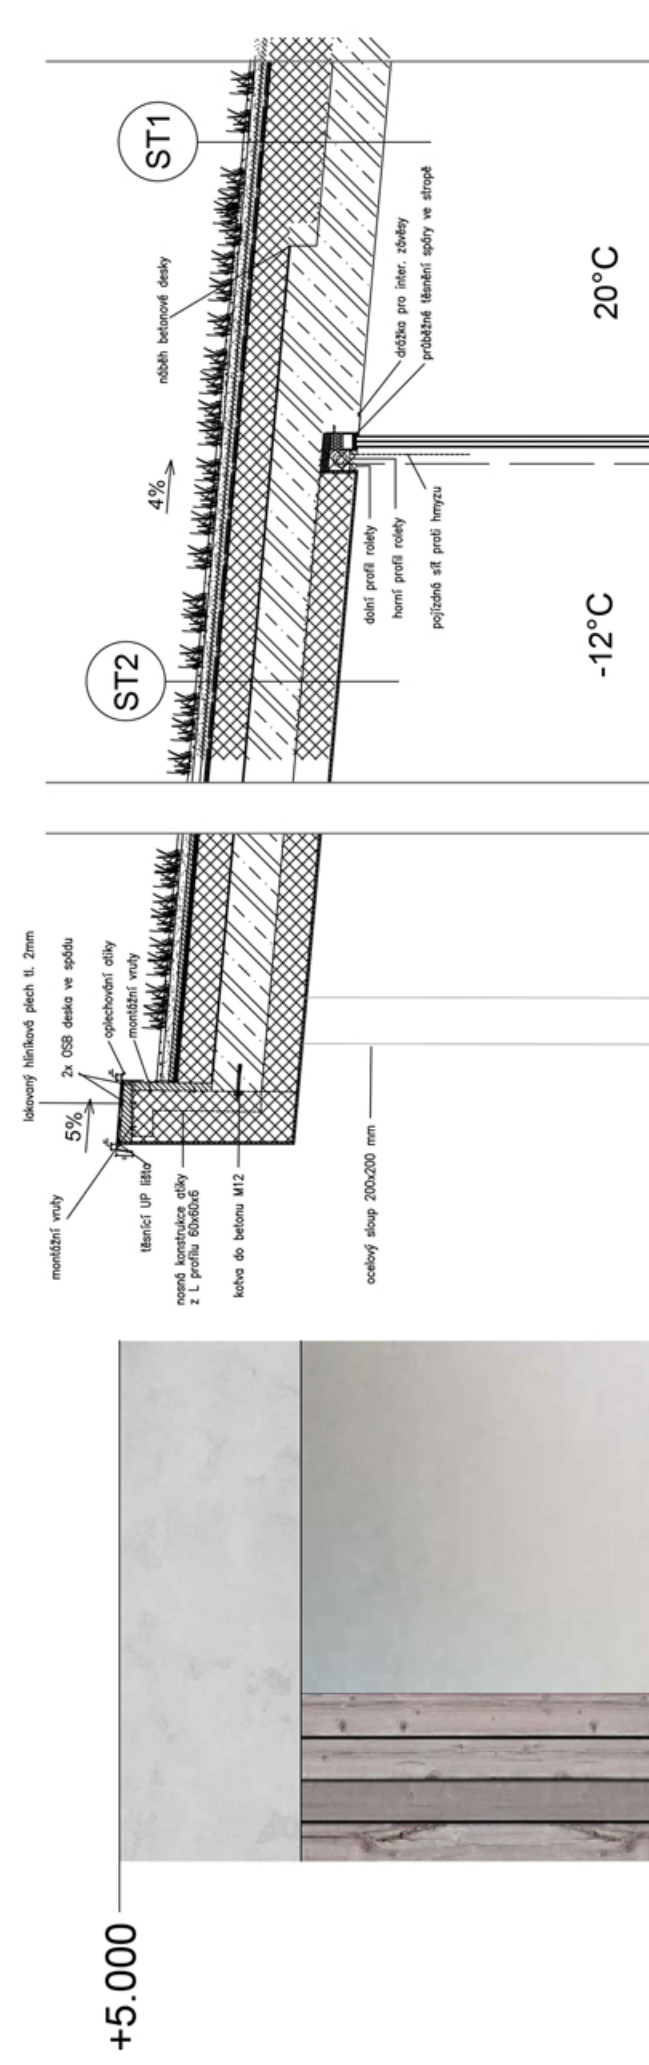 +5.000
montážní vruty
lakovaný hliníková plech tl. 2mm
2x OSB deska ve spádu
5%
oplechování atiky
montážní vruty
těsnící UP lišta
nosná konstrukce atiky
z L profilu 60x60x6
kotva do betonu M12
ocelový sloup 200x200 mm
ST2
4%
náběh betonové desky
ST1
dolní profil rolety
horní profil rolety
pojízdná síť proti hmyzu
drážka pro inter. závěsy
průběžné těsnění spáry ve stropě
-12°C
20°C